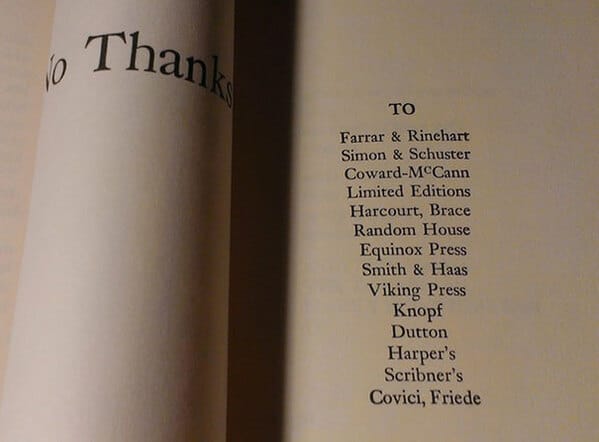 No Thanks
TO
Farrar & Rinehart
Simon & Schuster
Coward-McCann
Limited Editions
Harcourt, Brace
Random House
Equinox Press
Smith & Haas
Viking Press
Knopf
Dutton
Harper's
Scribner's
Covici, Friede